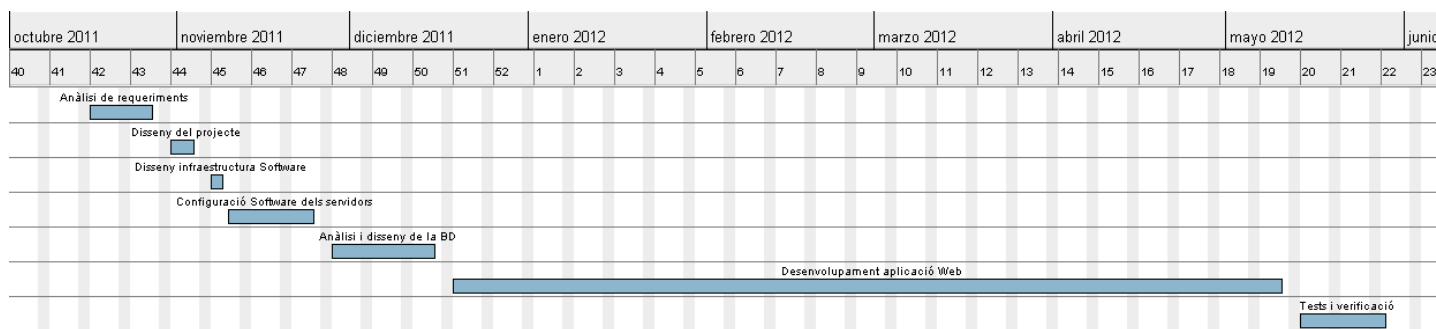 octubre 2011 noviembre 2011 diciembre 2011 enero 2012 febrero 2012 marzo 2012 abril 2012 mayo 2012 junio
40 41 42 43 44 45 46 47 48 49 50 51 52 1 2 3 4 5 6 7 8 9 10 11 12 13 14 15 16 17 18 19 20 21 22 23
Anàlisi de requeriments
Disseny del projecte
Disseny infraestructura Software
Configuració Software dels servidors
Anàlisi i disseny de la BD
Desenvolupament aplicació Web
Tests i verificació